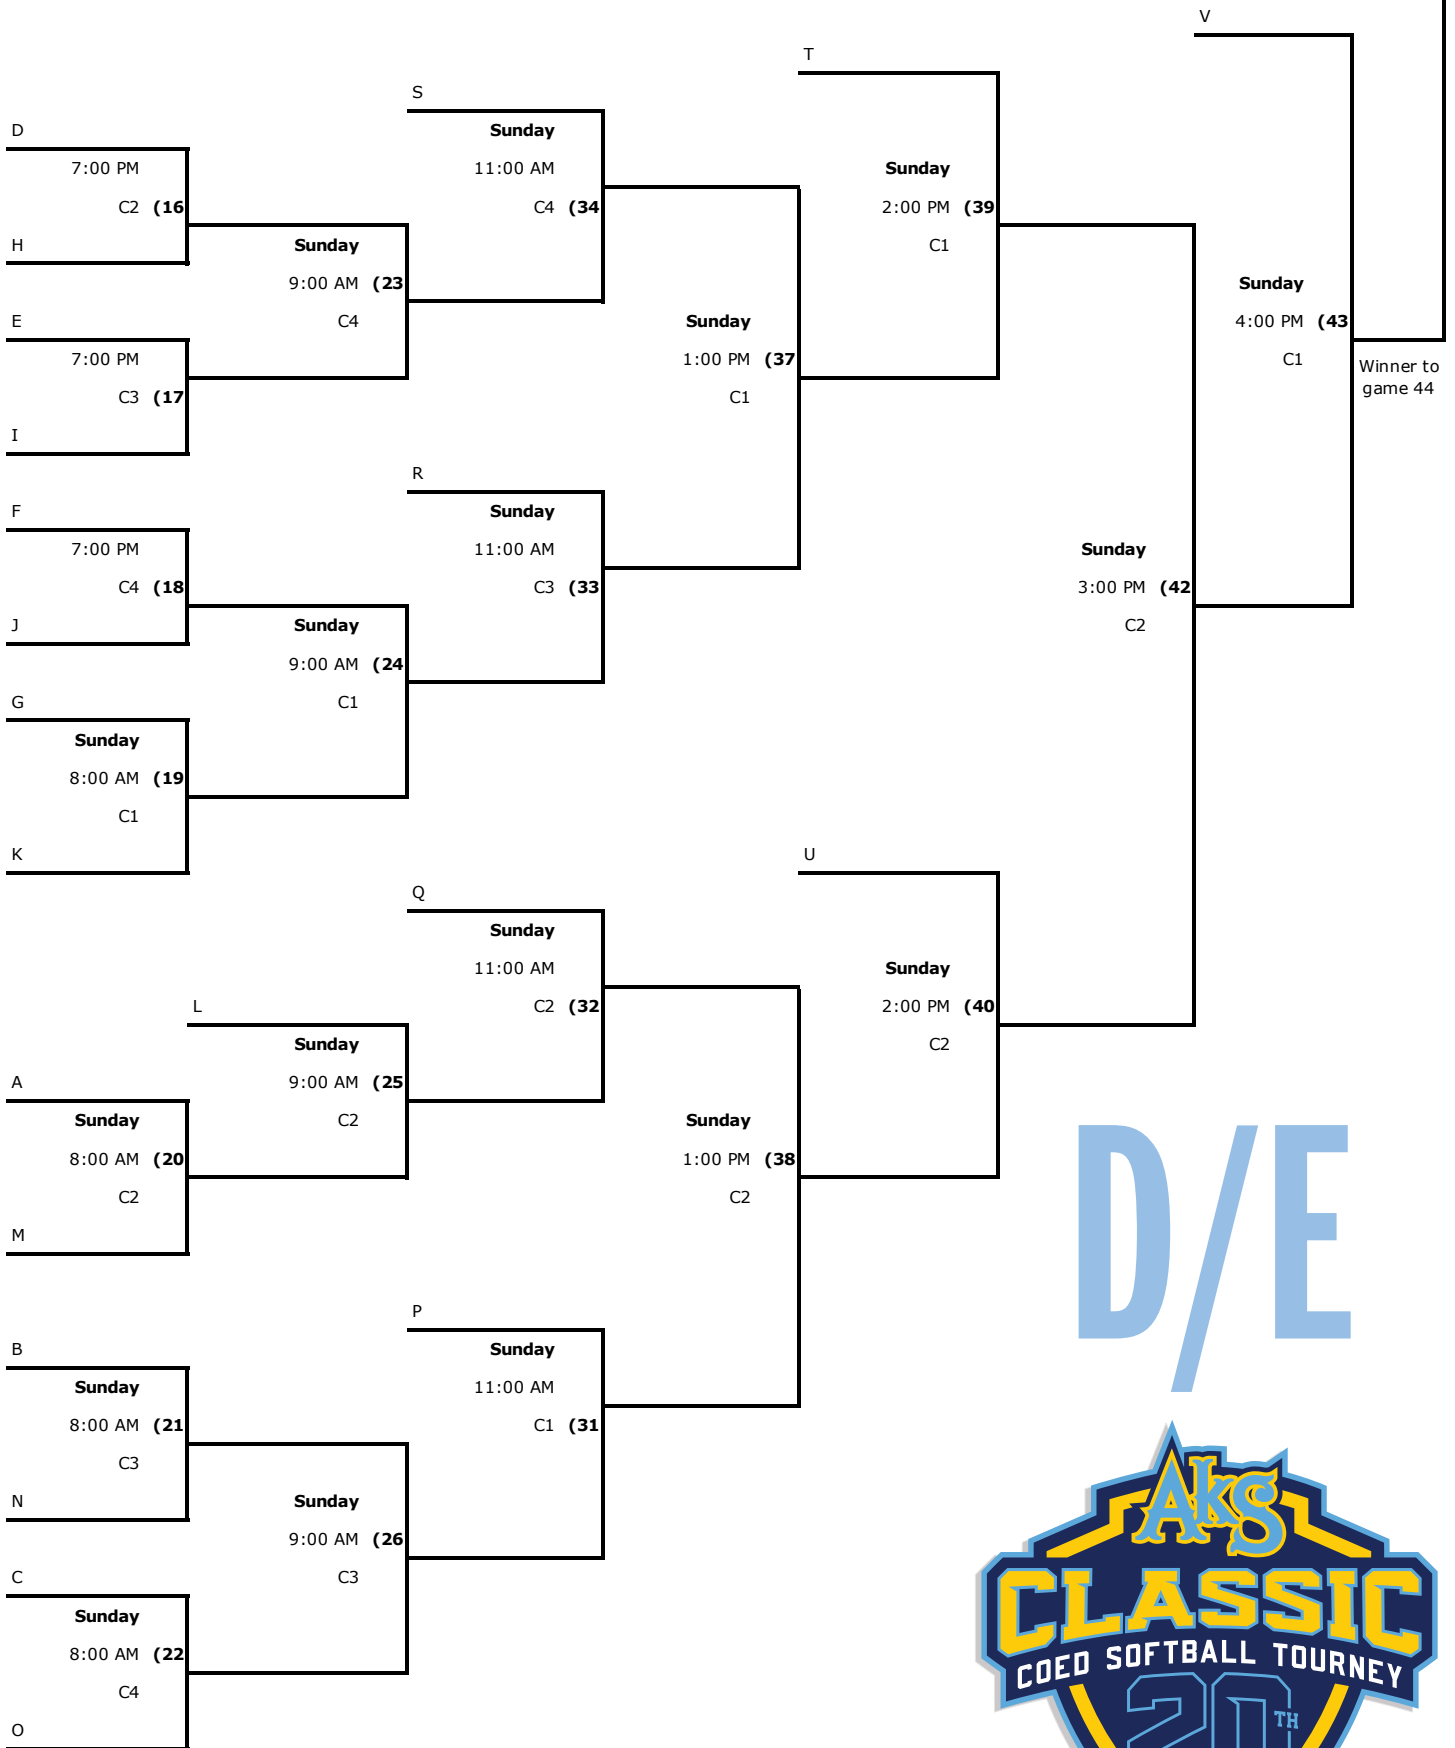 V
T
S
D
Sunday
7:00 PM
11:00 AM
Sunday
C2 (16
C4 (34
2:00 PM (39
H
Sunday
C1
9:00 AM (23
Sunday
E
C4
Sunday
4:00 PM (43
7:00 PM
1:00 PM (37
C1
Winner to
game 44
C3 (17
C1
I
R
F
Sunday
7:00 PM
11:00 AM
Sunday
C4 (18
C3 (33
3:00 PM (42
J
Sunday
C2
9:00 AM (24
G
C1
Sunday
8:00 AM (19
C1
K
U
Q
Sunday
11:00 AM
Sunday
L
C2 (32
2:00 PM (40
Sunday
C2
A
9:00 AM (25
Sunday
C2
Sunday
8:00 AM (20
1:00 PM (38
C2
C2
M
D/E
P
B
Sunday
Sunday
11:00 AM
8:00 AM (21
C1 (31
C3
N
Sunday
9:00 AM (26
C
C3
Sunday
8:00 AM (22
C4
O
AkS
CLASSIC
COED SOFTBALL TOURNEY
20TH